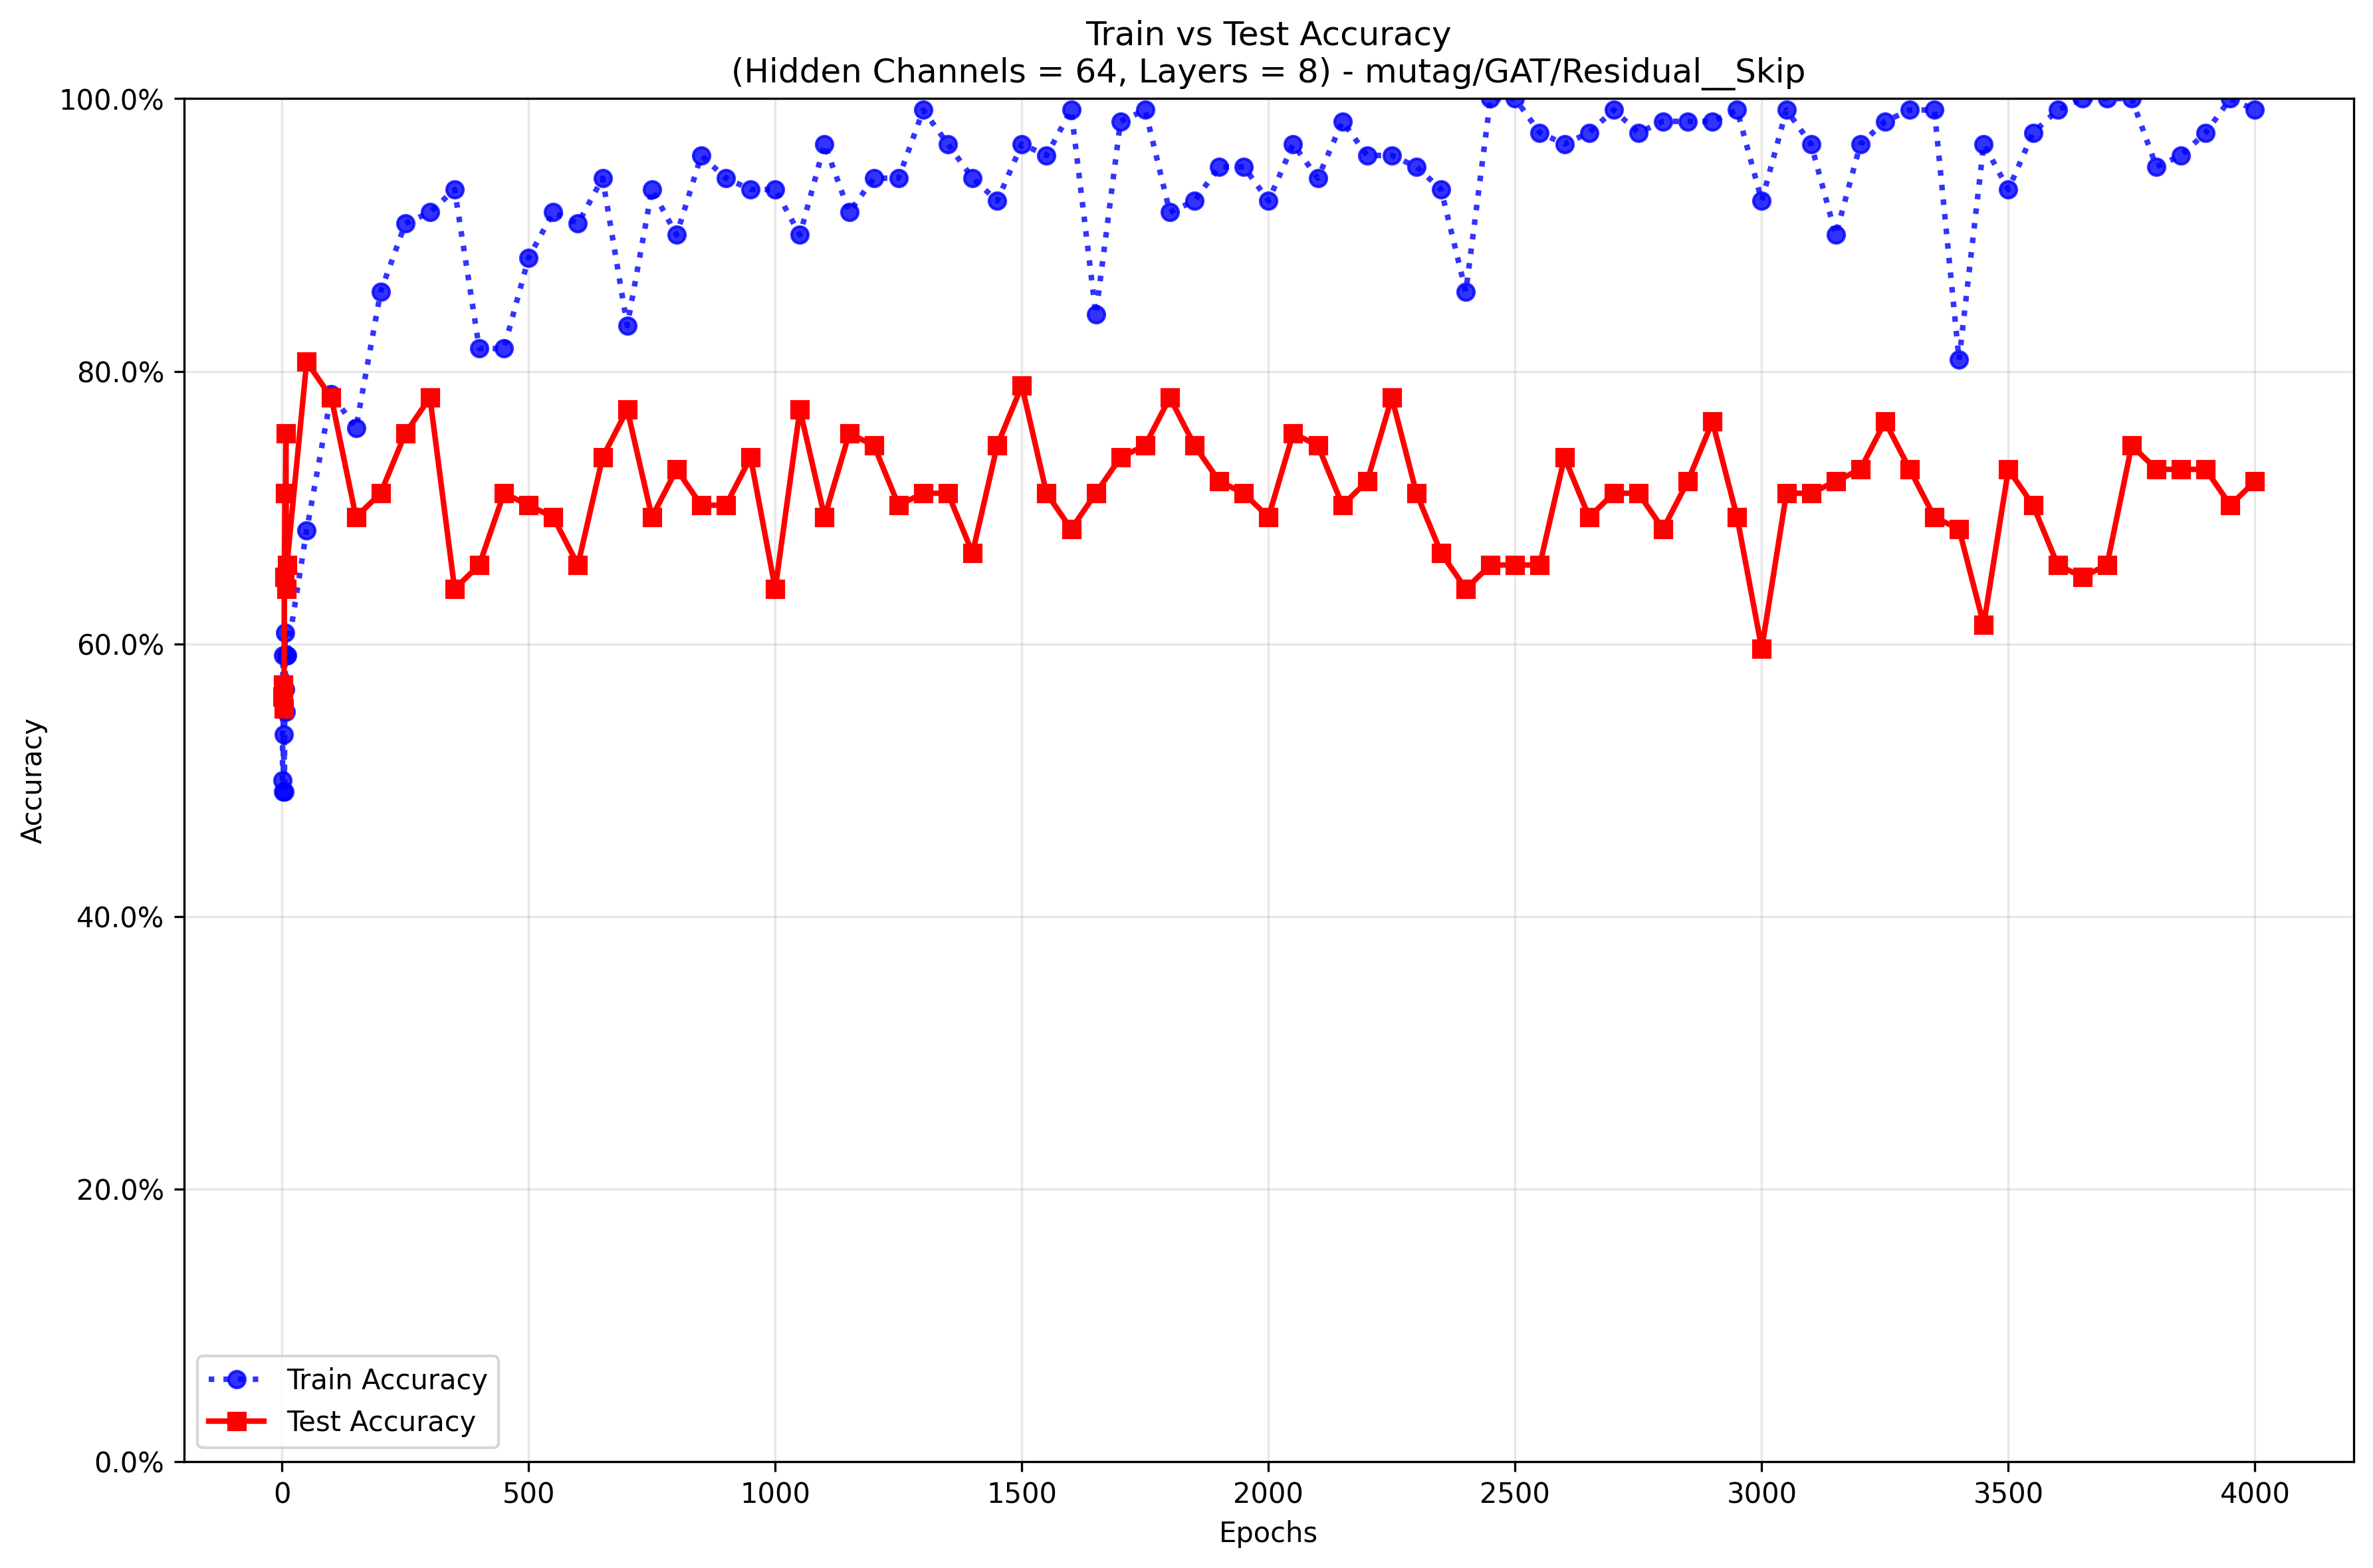 Train vs Test Accuracy
(Hidden Channels = 64, Layers = 8) - mutag/GAT/Residual__Skip
100.0%
80.0%
60.0%
40.0%
20.0%
0.0%
Accuracy
Train Accuracy
Test Accuracy
0 500 1000 1500 2000 2500 3000 3500 4000
Epochs